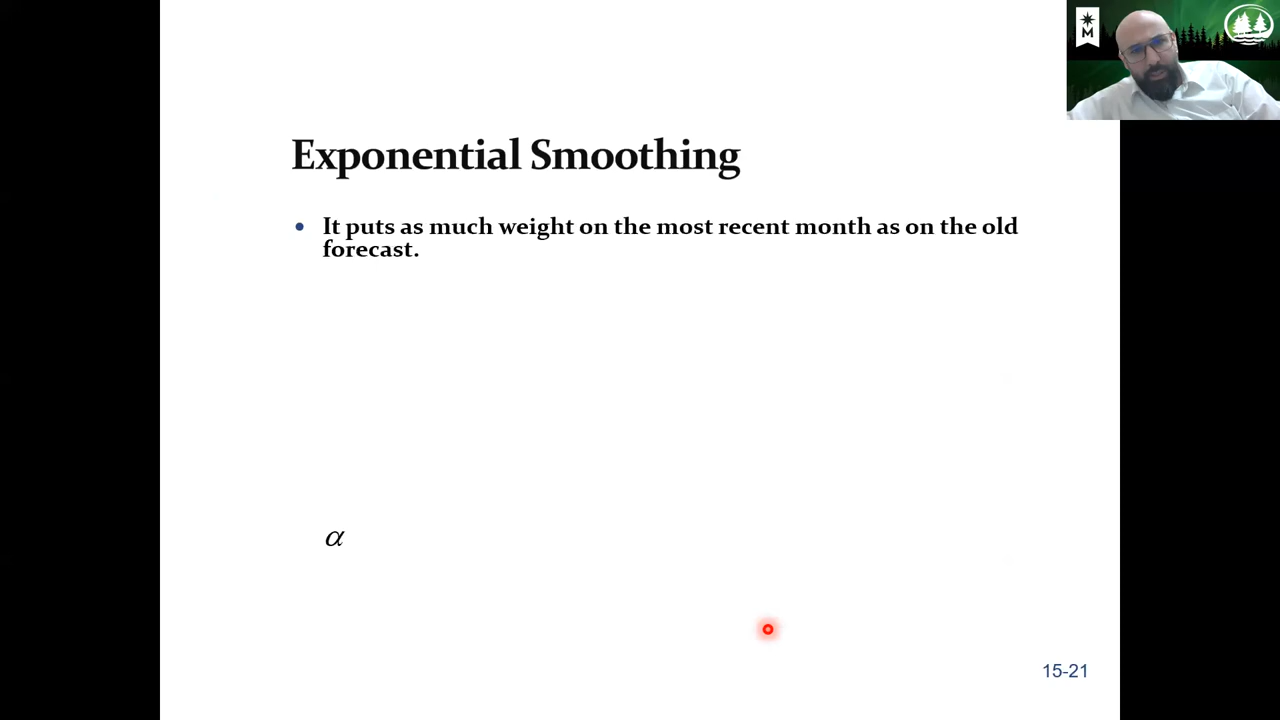 M
Exponential Smoothing
• It puts as much weight on the most recent month as on the old
forecast.
α
15-21